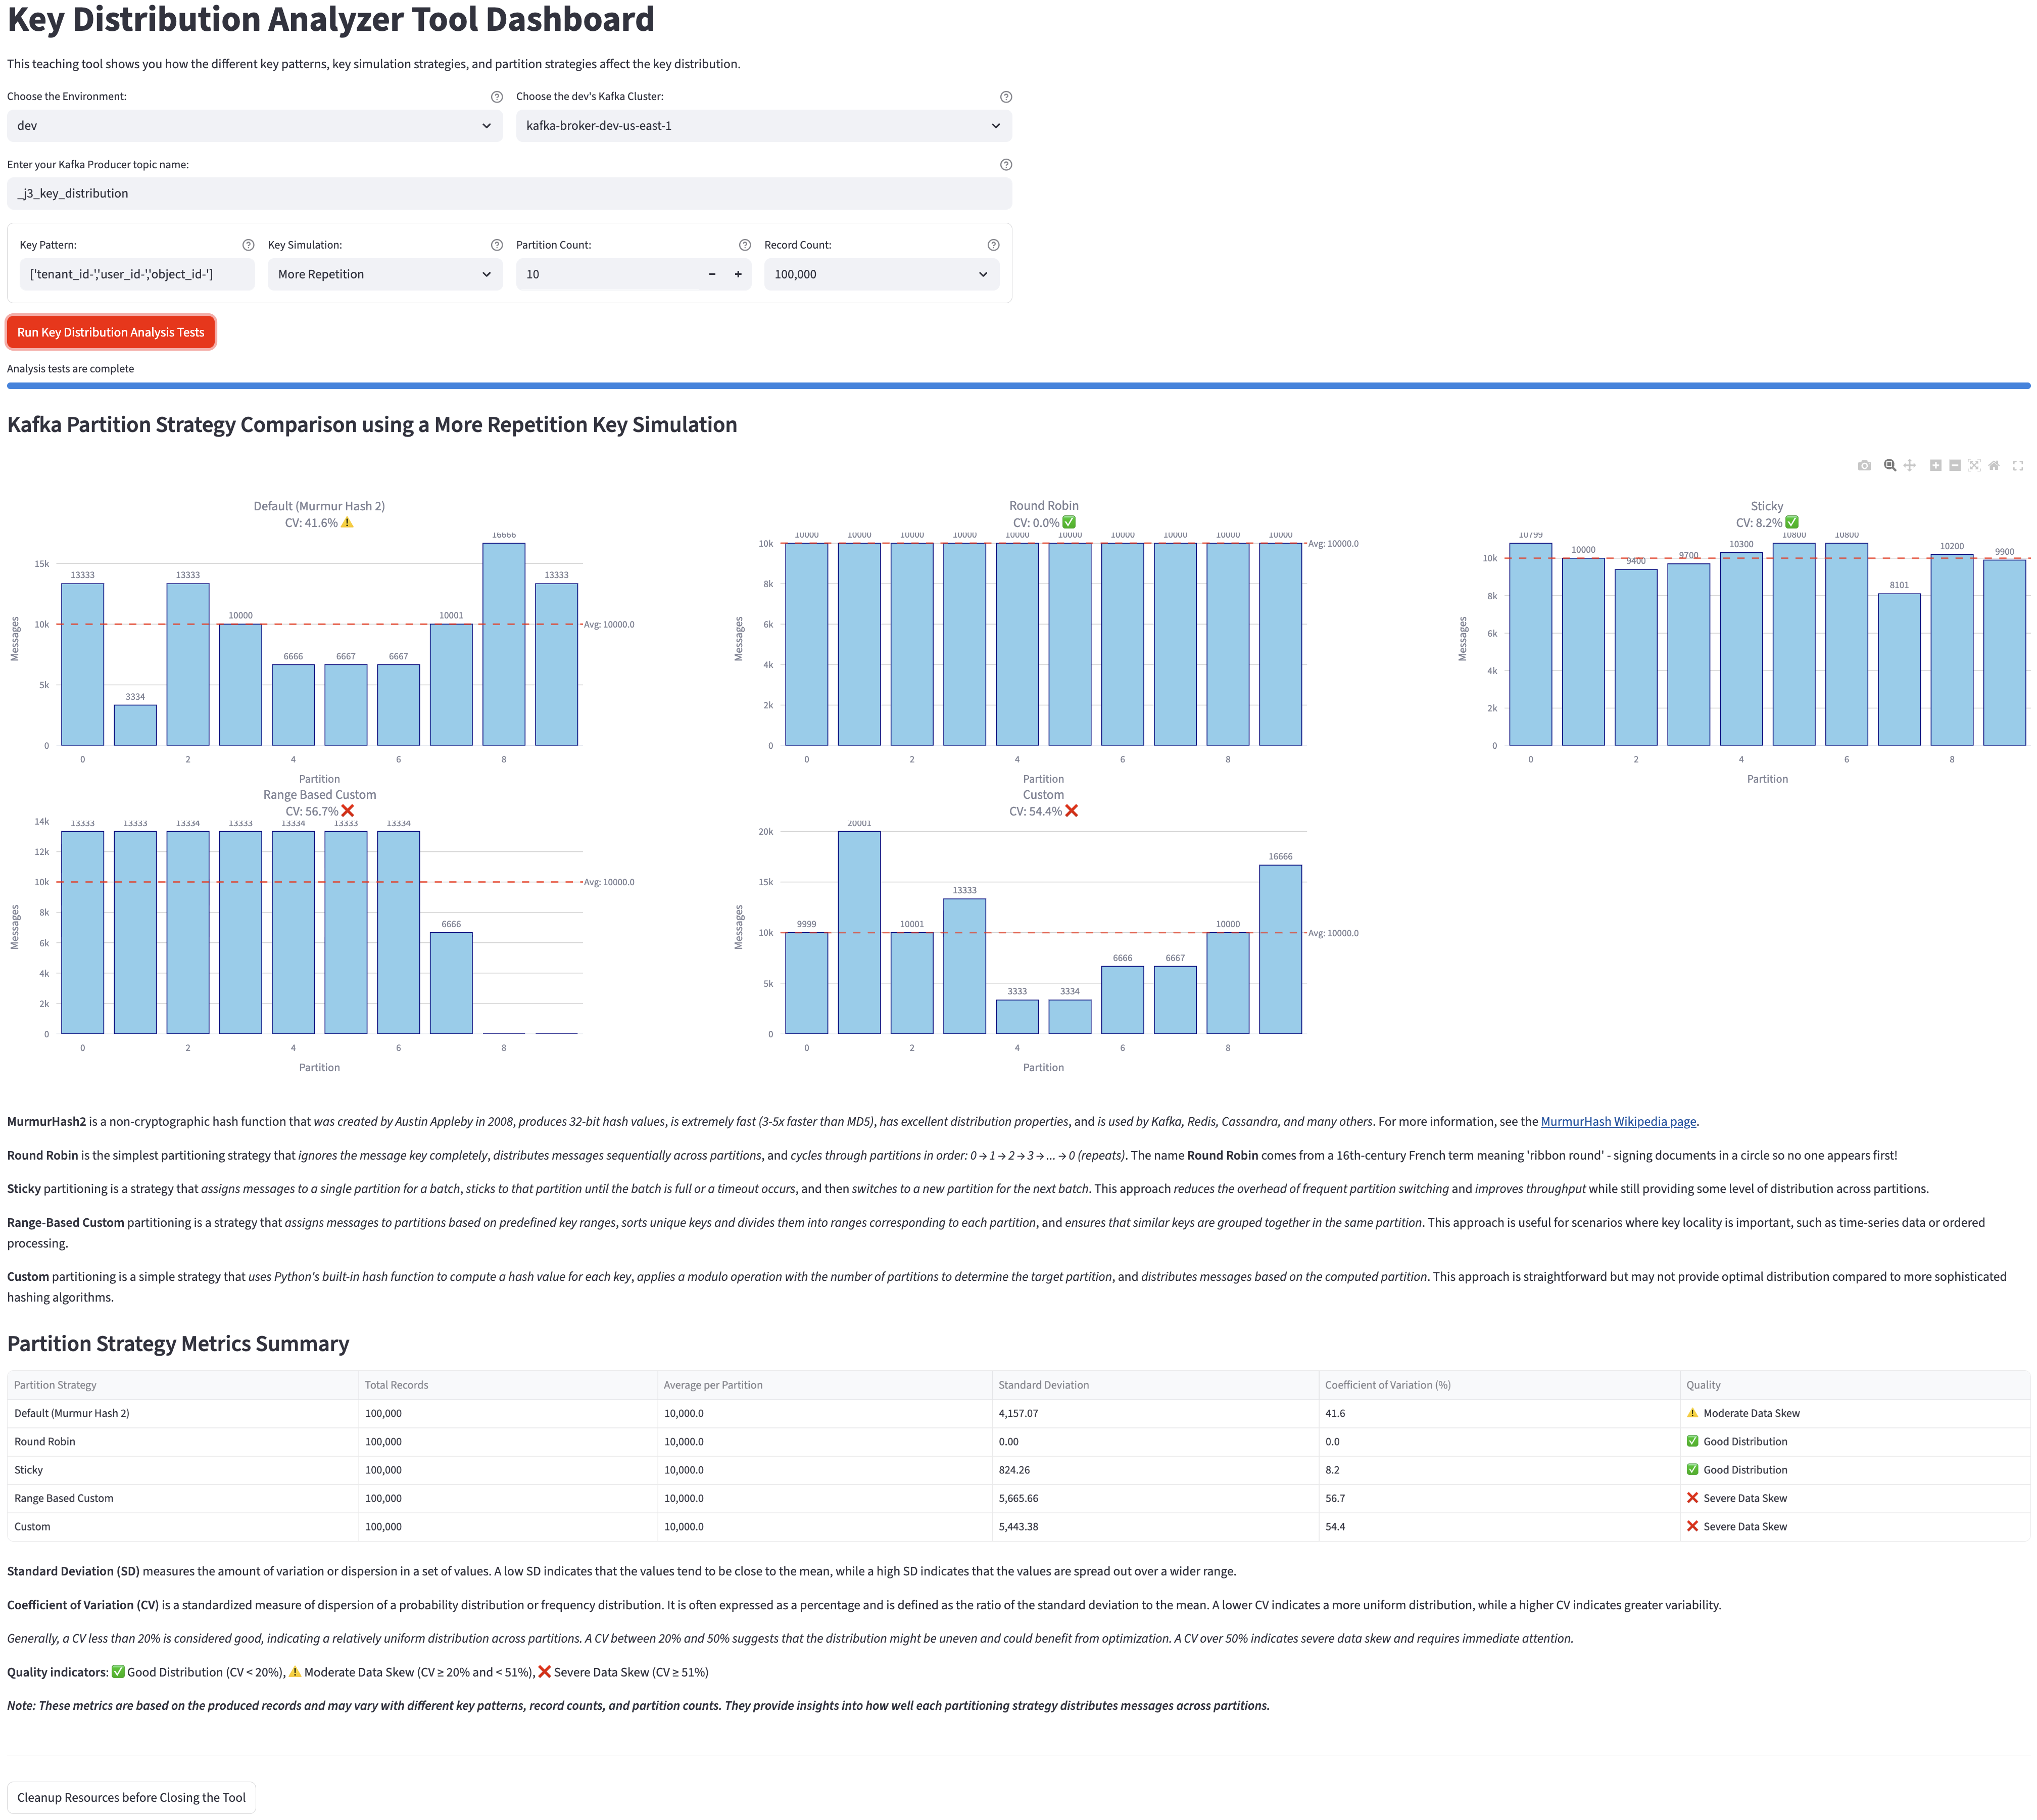 Key Distribution Analyzer Tool Dashboard
This teaching tool shows you how the different key patterns, key simulation strategies, and partition strategies affect the key distribution.
Choose the Environment:
Choose the dev's Kafka Cluster:
dev
kafka-broker-dev-us-east-1
Enter your Kafka Producer topic name:
_j3_key_distribution
Key Pattern:
Key Simulation:
Partition Count:
Record Count:
['tenant_id-','user_id-','object_id-']
More Repetition
10
100,000
Run Key Distribution Analysis Tests
Analysis tests are complete
Kafka Partition Strategy Comparison using a More Repetition Key Simulation
Default (Murmur Hash 2)
CV: 41.6% ⚠️
15k
10k
5k
0
Messages
13333
3334
13333
10000
6666
6667
6667
10001
16666
13333
Avg: 10000.0
0 2 4 6 8
Partition
Round Robin
CV: 0.0% ✅
10k
8k
6k
4k
2k
0
Messages
10000 10000 10000 10000 10000 10000 10000 10000 10000 10000
Avg: 10000.0
0 2 4 6 8
Partition
Sticky
CV: 8.2% ✅
10k
8k
6k
4k
2k
0
Messages
10799
10000
9400
9700
10300
10800
10800
8101
10200
9900
0 2 4 6 8
Partition
Range Based Custom
CV: 56.7% ❌
14k
12k
10k
8k
6k
4k
2k
0
Messages
13333 13333 13334 13333 13334 13333 13334
6666
Avg: 10000.0
0 2 4 6 8
Partition
Custom
CV: 54.4% ❌
20k
15k
10k
5k
0
Messages
9999
20001
10001
13333
3333
3334
6666
6667
10000
16666
Avg: 10000.0
0 2 4 6 8
Partition
MurmurHash2 is a non-cryptographic hash function that was created by Austin Appleby in 2008, produces 32-bit hash values, is extremely fast (3-5x faster than MD5), has excellent distribution properties, and is used by Kafka, Redis, Cassandra, and many others. For more information, see the MurmurHash Wikipedia page.
Round Robin is the simplest partitioning strategy that ignores the message key completely, distributes messages sequentially across partitions, and cycles through partitions in order: 0 → 1 → 2 → 3 → ... → 0 (repeats). The name Round Robin comes from a 16th-century French term meaning 'ribbon round' - signing documents in a circle so no one appears first!
Sticky partitioning is a strategy that assigns messages to a single partition for a batch, sticks to that partition until the batch is full or a timeout occurs, and then switches to a new partition for the next batch. This approach reduces the overhead of frequent partition switching and improves throughput while still providing some level of distribution across partitions.
Range-Based Custom partitioning is a strategy that assigns messages to partitions based on predefined key ranges, sorts unique keys and divides them into ranges corresponding to each partition, and ensures that similar keys are grouped together in the same partition. This approach is useful for scenarios where key locality is important, such as time-series data or ordered
processing.
Custom partitioning is a simple strategy that uses Python's built-in hash function to compute a hash value for each key, applies a modulo operation with the number of partitions to determine the target partition, and distributes messages based on the computed partition. This approach is straightforward but may not provide optimal distribution compared to more sophisticated
hashing algorithms.
Partition Strategy Metrics Summary
Partition Strategy Total Records Average per Partition Standard Deviation Coefficient of Variation (%) Quality
Default (Murmur Hash 2) 100,000 10,000.0 4,157.07 41.6 ⚠️ Moderate Data Skew
Round Robin 100,000 10,000.0 0.00 0.0 ✅ Good Distribution
Sticky 100,000 10,000.0 824.26 8.2 ✅ Good Distribution
Range Based Custom 100,000 10,000.0 5,665.66 56.7 ❌ Severe Data Skew
Custom 100,000 10,000.0 5,443.38 54.4 ❌ Severe Data Skew
Standard Deviation (SD) measures the amount of variation or dispersion in a set of values. A low SD indicates that the values tend to be close to the mean, while a high SD indicates that the values are spread out over a wider range.
Coefficient of Variation (CV) is a standardized measure of dispersion of a probability distribution or frequency distribution. It is often expressed as a percentage and is defined as the ratio of the standard deviation to the mean. A lower CV indicates a more uniform distribution, while a higher CV indicates greater variability.
Generally, a CV less than 20% is considered good, indicating a relatively uniform distribution across partitions. A CV between 20% and 50% suggests that the distribution might be uneven and could benefit from optimization. A CV over 50% indicates severe data skew and requires immediate attention.
Quality indicators: ✅ Good Distribution (CV < 20%), ⚠️ Moderate Data Skew (CV ≥ 20% and < 51%), ❌ Severe Data Skew (CV ≥ 51%)
Note: These metrics are based on the produced records and may vary with different key patterns, record counts, and partition counts. They provide insights into how well each partitioning strategy distributes messages across partitions.
Cleanup Resources before Closing the Tool